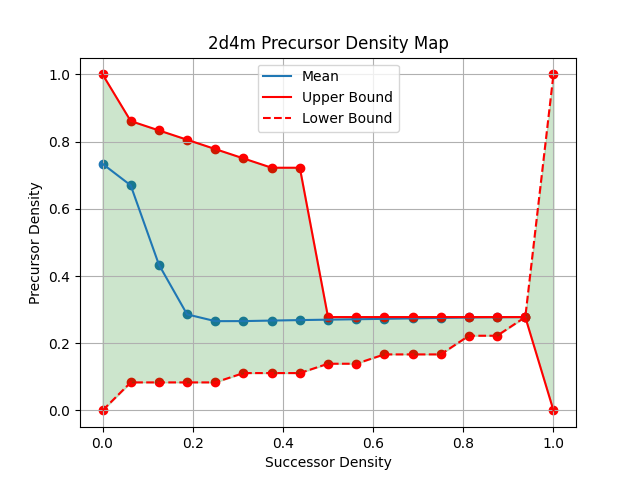 2d4m Precursor Density Map
Mean
Upper Bound
Lower Bound
Precursor Density
1.0
0.8
0.6
0.4
0.2
0.0
0.0 0.2 0.4 0.6 0.8 1.0
Successor Density